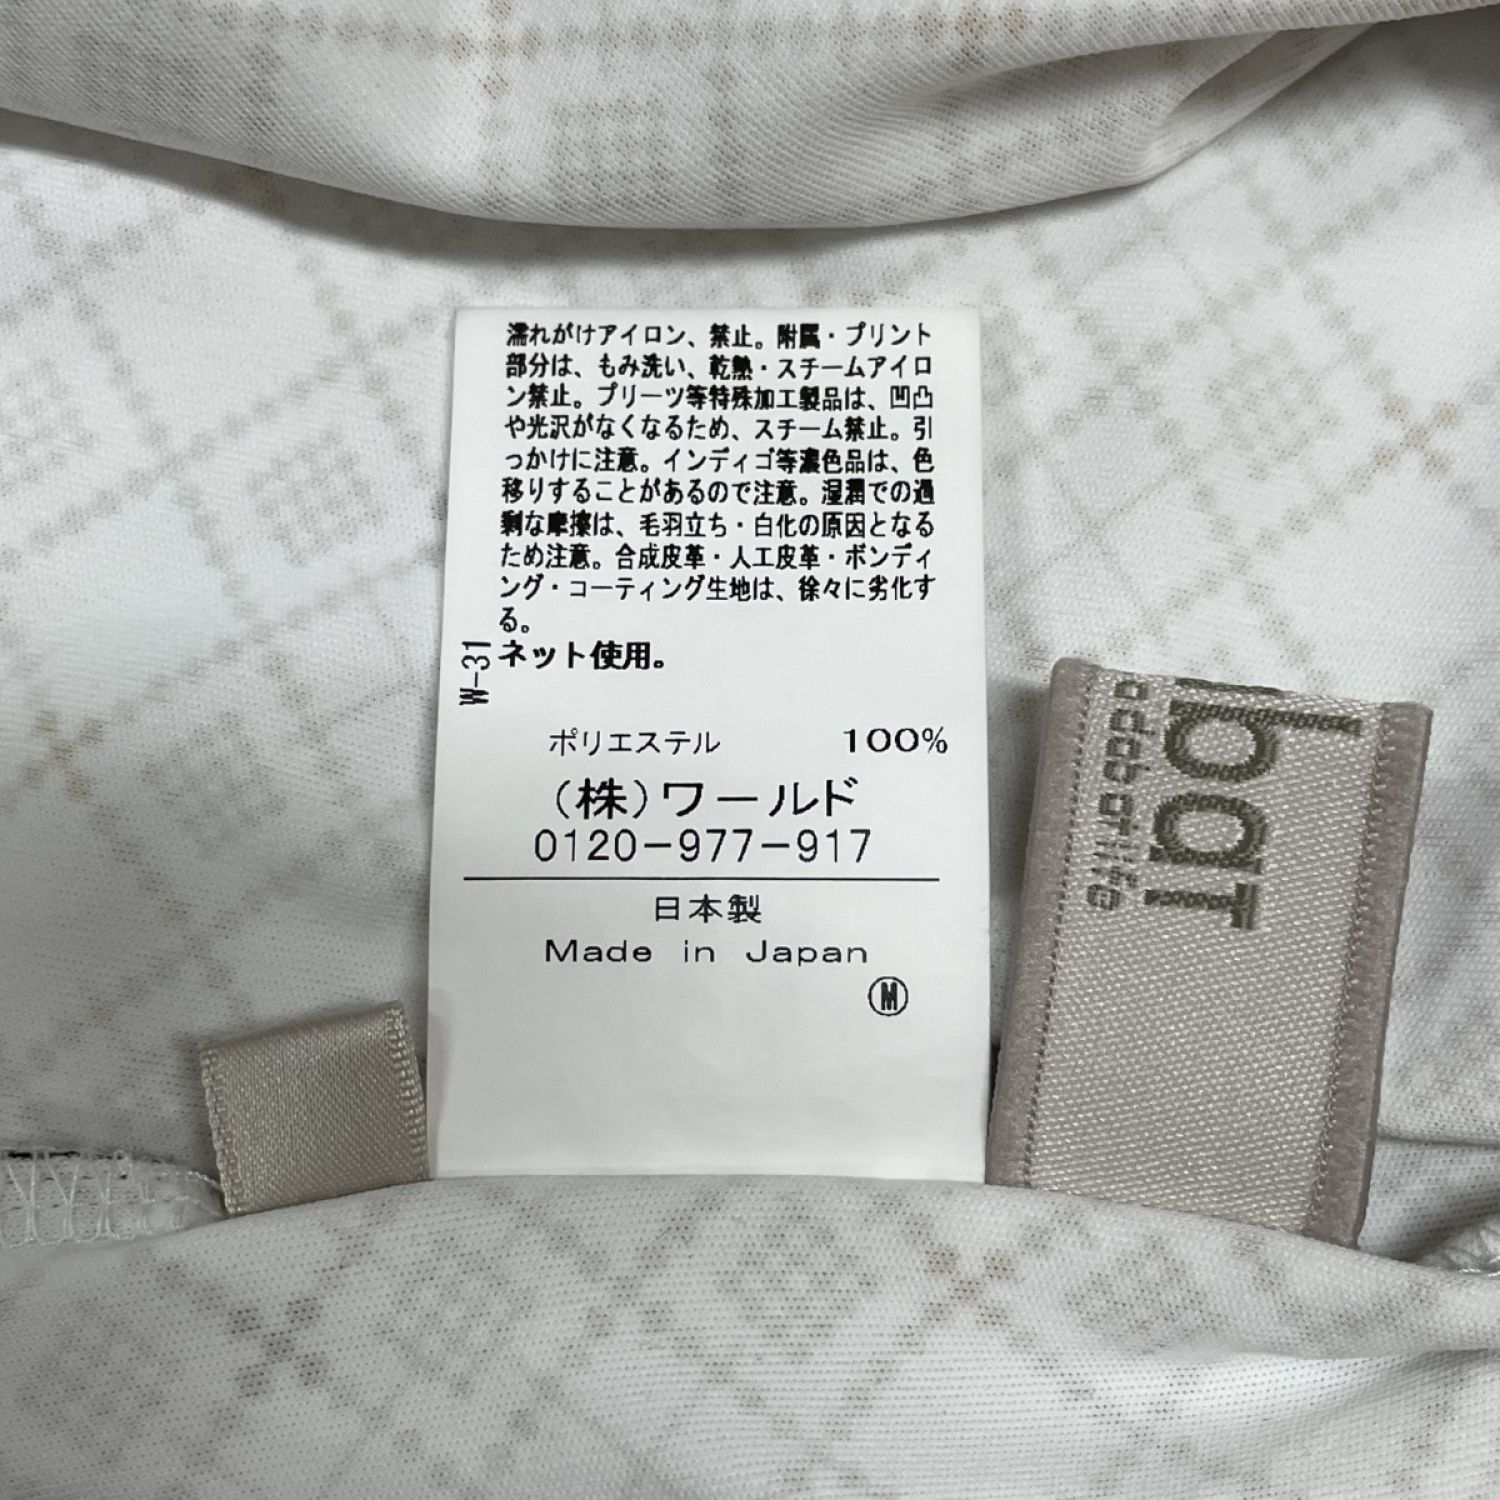 濡れがけアイロン、禁止。附属・プリント
部分は、もみ洗い、乾熱・スチームアイロ
ン禁止。プリーツ等特殊加工製品は、凹凸
や光沢がなくなるため、スチーム禁止。引
っかけに注意。インディゴ等濃色品は、色
移りすることがあるので注意。湿潤での過
剰な摩擦は、毛羽立ち・白化の原因となる
ため注意。合成皮革・人工皮革・ボンディ
ング・コーティング生地は、徐々に劣化す
る。
ネット使用。
W-31
ポリエステル 100%
(株)ワールド
0120-977-917
日本製
Made in Japan
M
bat
adabatlife